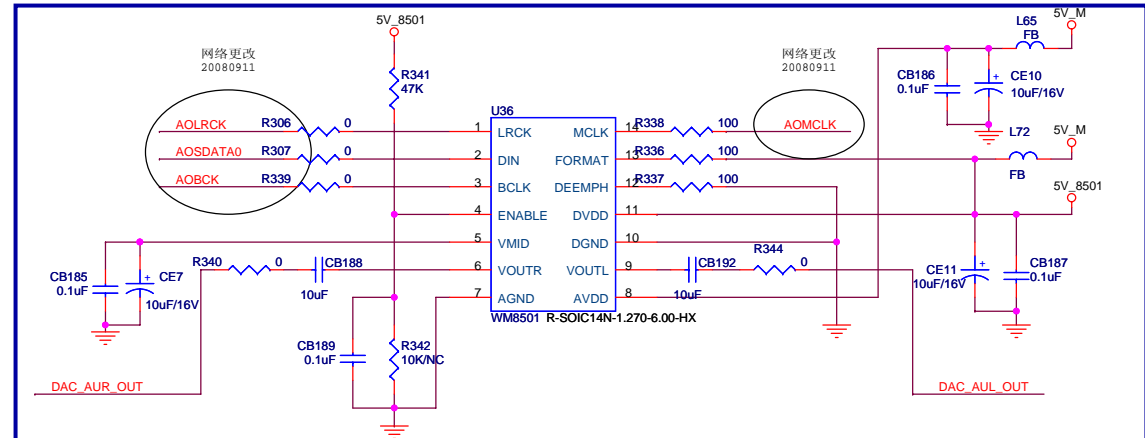 5V_8501
5V_M
L65
FB
网络更改
20080911
网络更改
20080911
R341
47K
CB186
0.1uF
CE10
10uF/16V
+
U36
AOLRCK
R306
0
1
LRCK
MCLK
14
R338
100
AOMCLK
5V_M
AOSDATA0
R307
0
2
DIN
FORMAT
13
R336
100
L72
FB
AOBCK
R339
0
3
BCLK
DEEMPH
12
R337
100
5V_8501
4
ENABLE
DVDD
11
5
VMID
DGND
10
R340
0
CB188
10uF
6
VOUTR
VOUTL
9
CB192
10uF
R344
0
CB185
0.1uF
CE7
10uF/16V
+
7
AGND
AVDD
8
CE11
10uF/16V
+
CB187
0.1uF
WM8501
R-SOIC14N-1.270-6.00-HX
CB189
0.1uF
R342
10K/NC
DAC_AUR_OUT
DAC_AUL_OUT